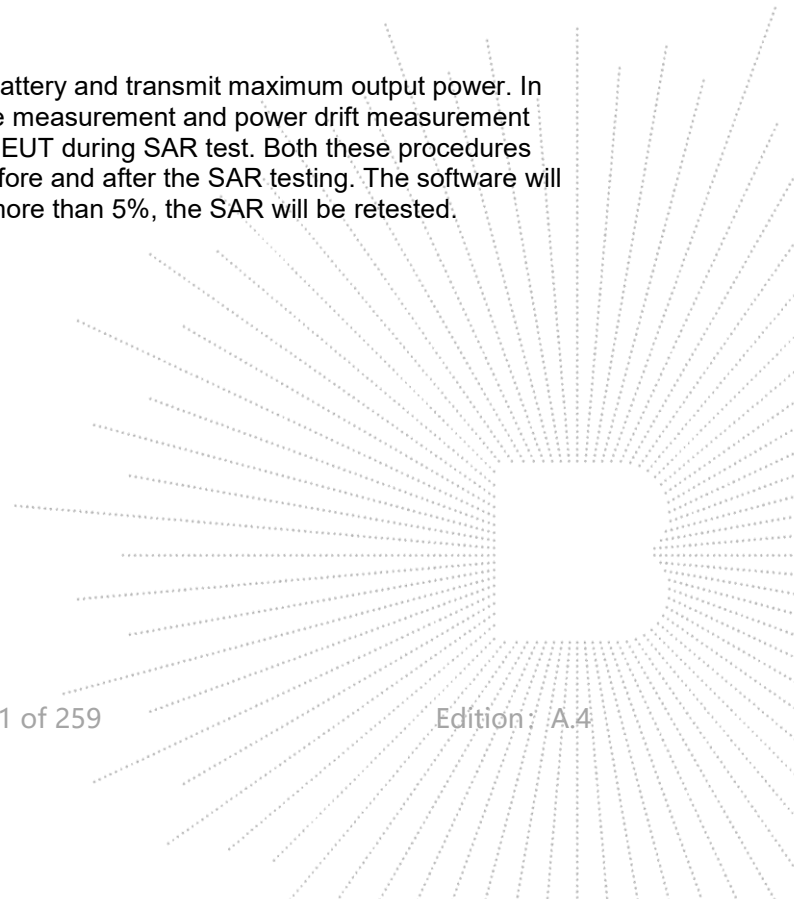 attery and transmit maximum output power. In
e measurement and power drift measurement
EUT during SAR test. Both these procedures
fore and after the SAR testing. The software will
more than 5%, the SAR will be retested.
1 of 259
Edition: A.4